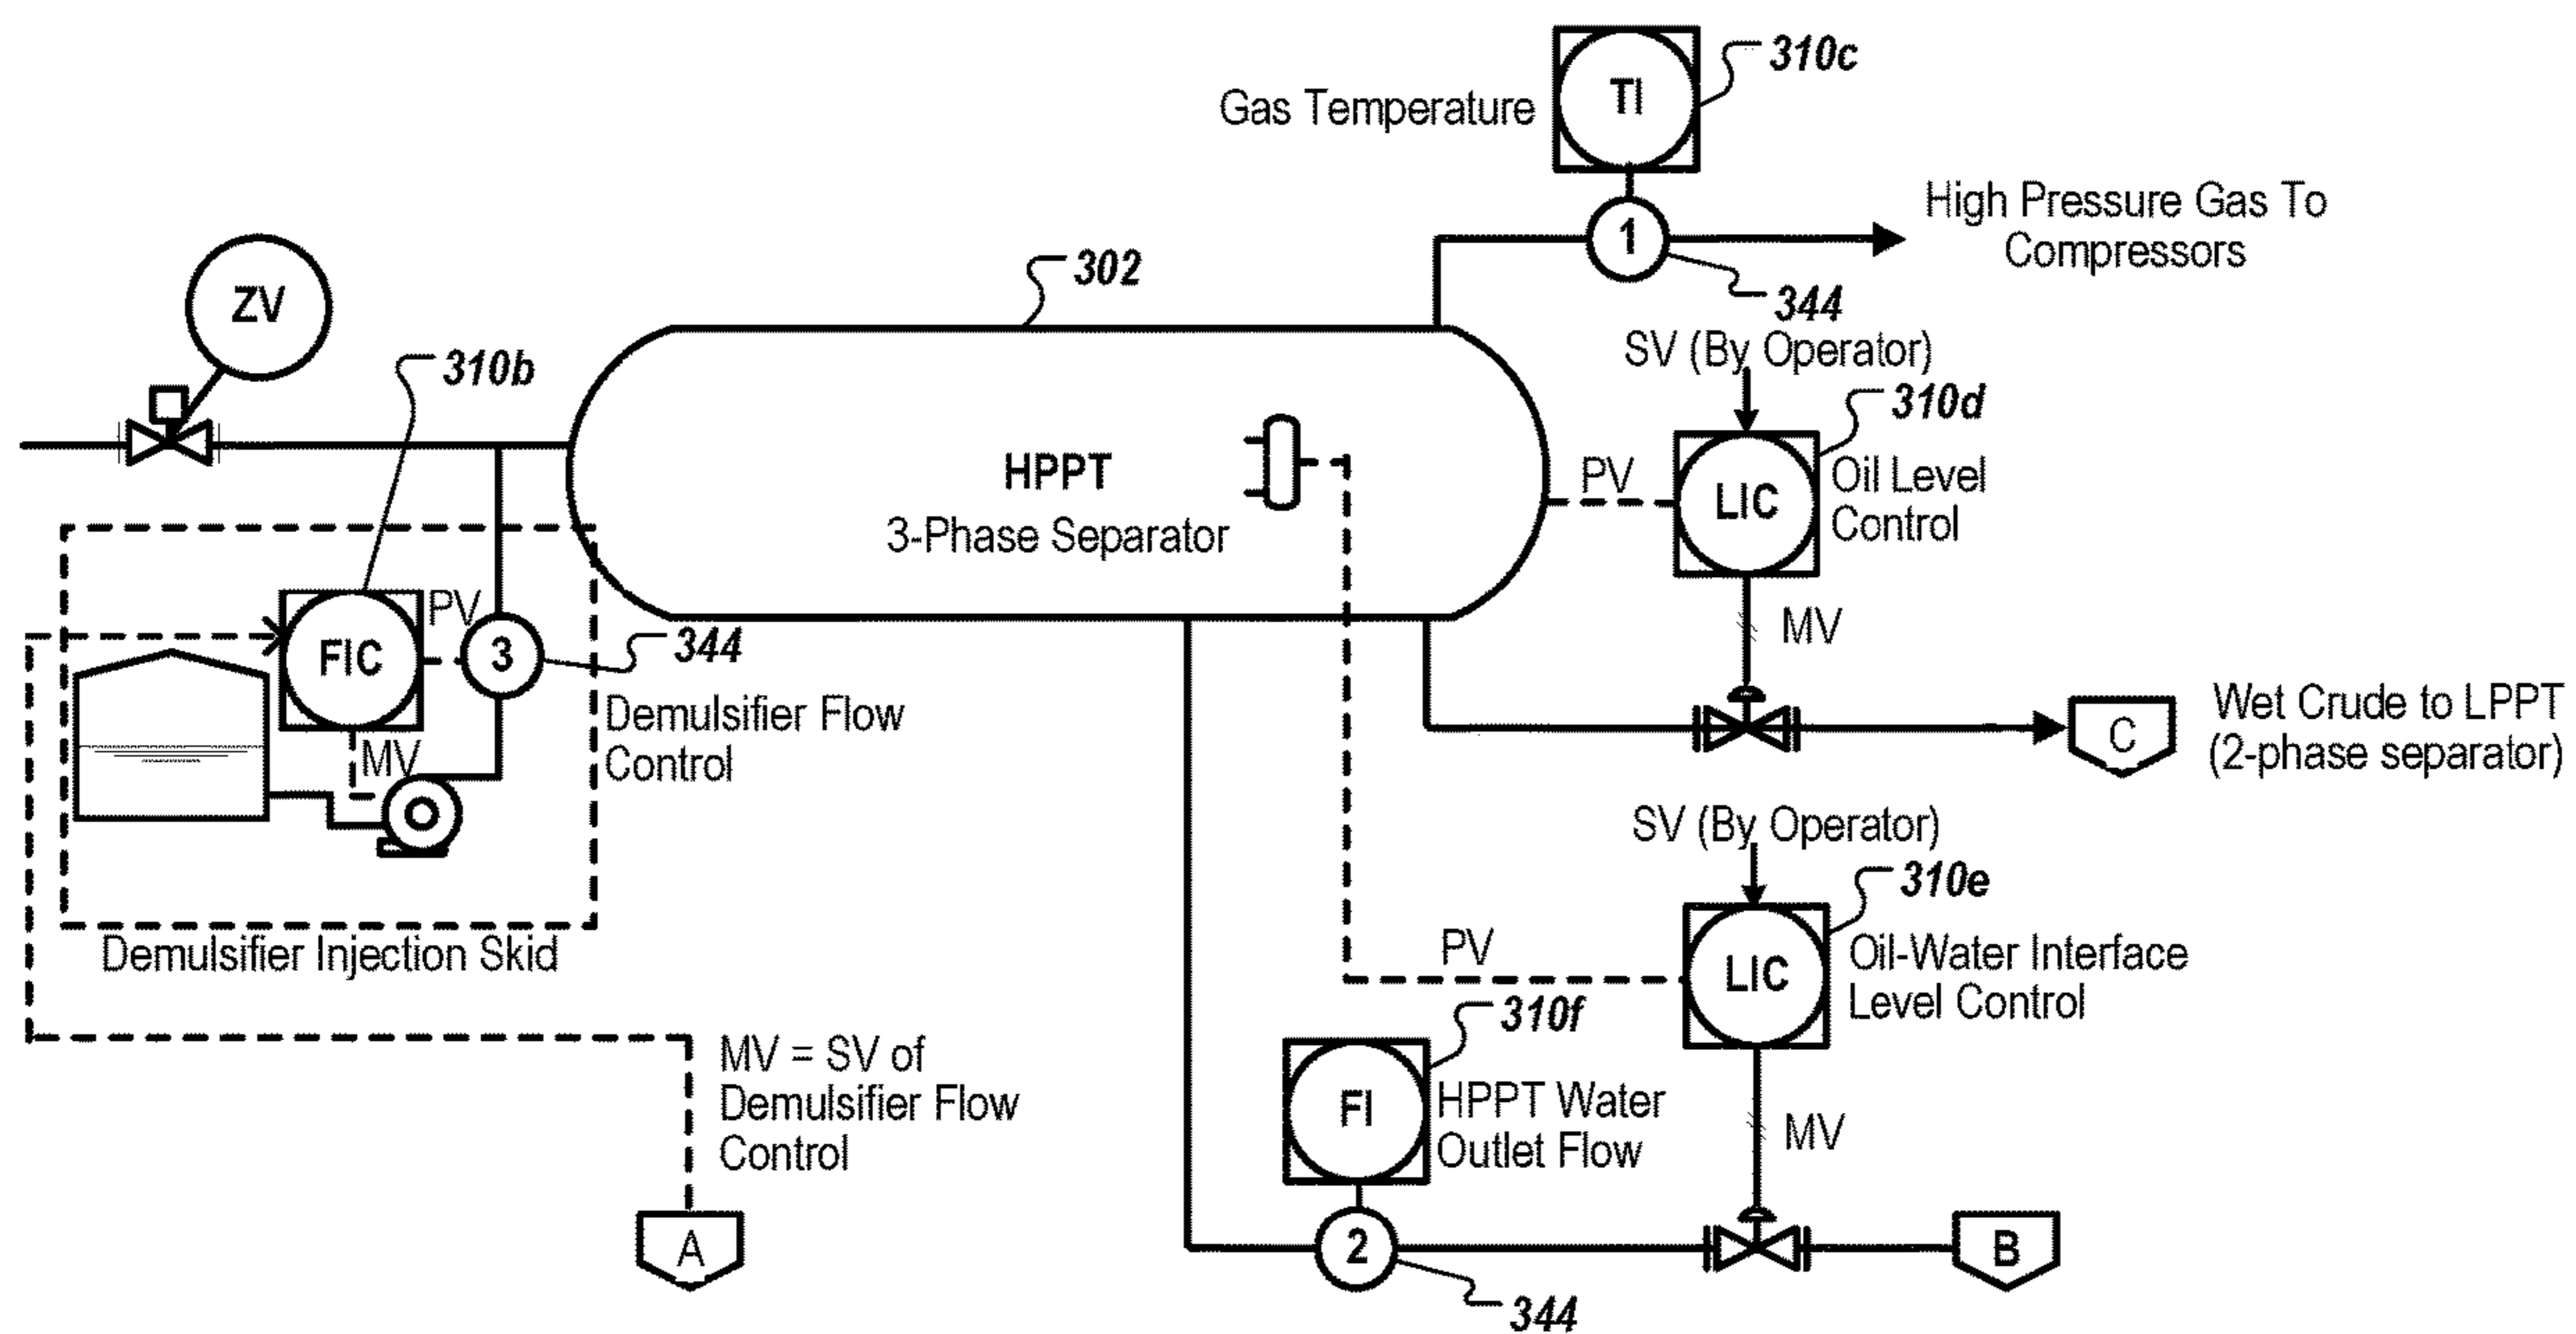 TI
310c
Gas Temperature
1
High Pressure Gas To
Compressors
344
ZV
302
SV (By Operator)
310b
310d
HPPT
3-Phase Separator
PV
LIC
Oil Level
Control
MV
PV
FIC
3
344
MV
Demulsifier Flow
Control
Wet Crude to LPPT
(2-phase separator)
C
SV (By Operator)
310e
Demulsifier Injection Skid
PV
LIC
Oil-Water Interface
Level Control
310f
MV = SV of
Demulsifier Flow
Control
FI
HPPT Water
Outlet Flow
MV
A
2
B
344